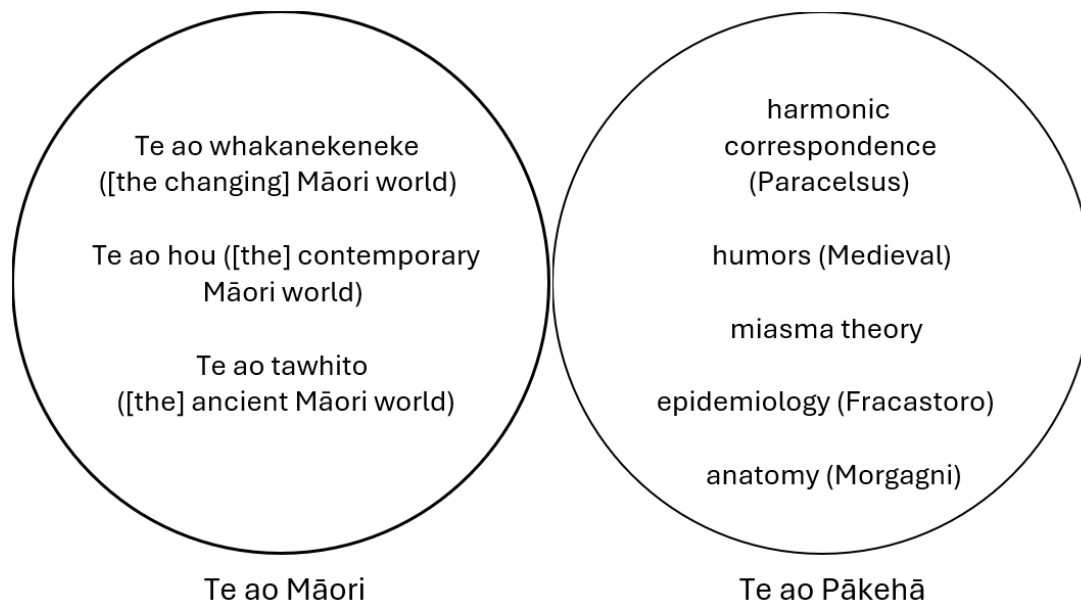 Te ao whakanekeneke
([the changing] Māori world)
Te ao hou ([the] contemporary
Māori world)
Te ao tawhito
([the] ancient Māori world)
Te ao Māori
harmonic
correspondence
(Paracelsus)
humors (Medieval)
miasma theory
epidemiology (Fracastoro)
anatomy (Morgagni)
Te ao Pākehā